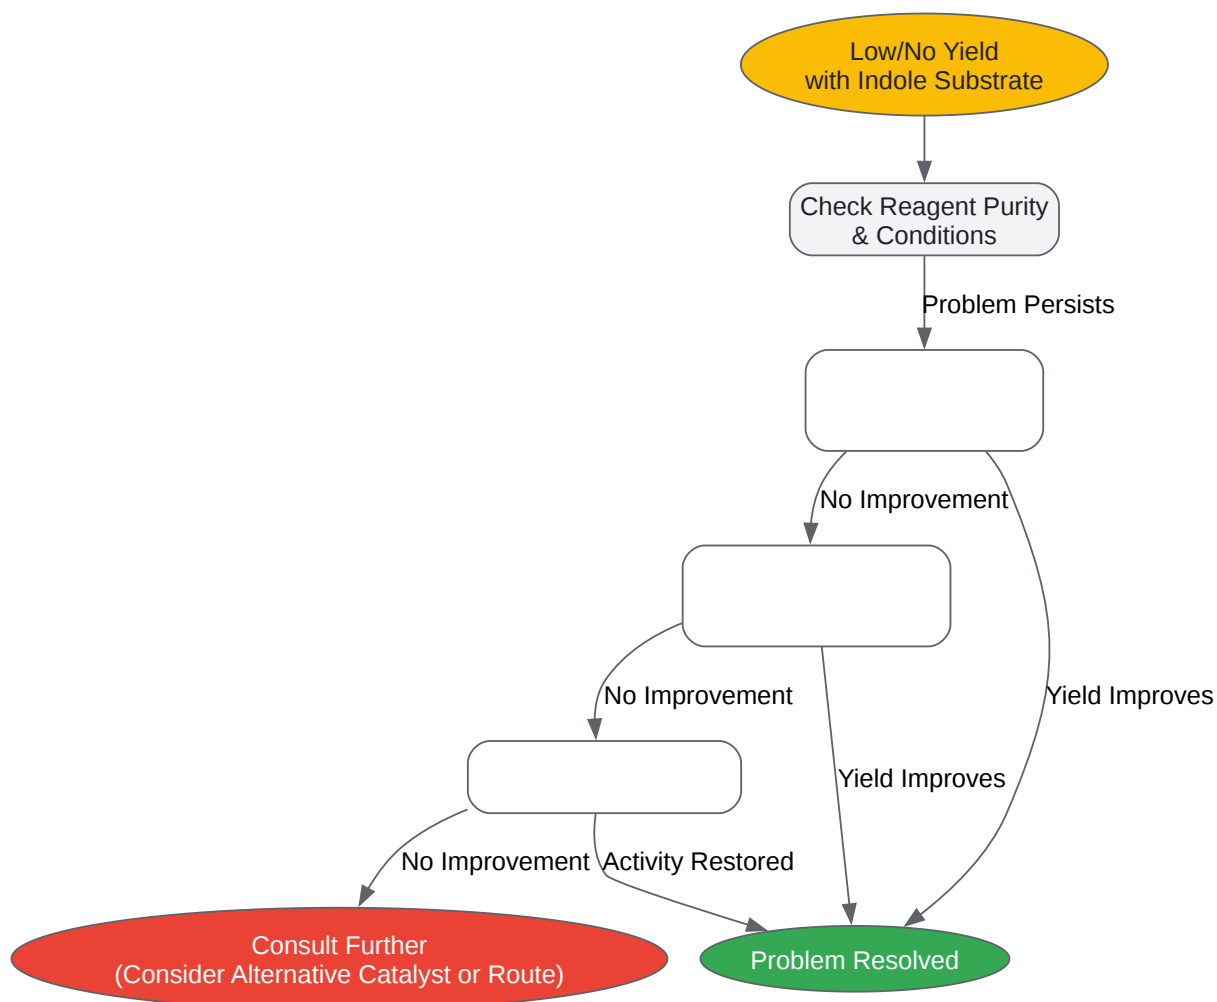 Low/No Yield
with Indole Substrate
Check Reagent Purity
& Conditions
Problem Persists
No Improvement
No Improvement
Yield Improves
Yield Improves
No Improvement
Activity Restored
Consult Further
(Consider Alternative Catalyst or Route)
Problem Resolved